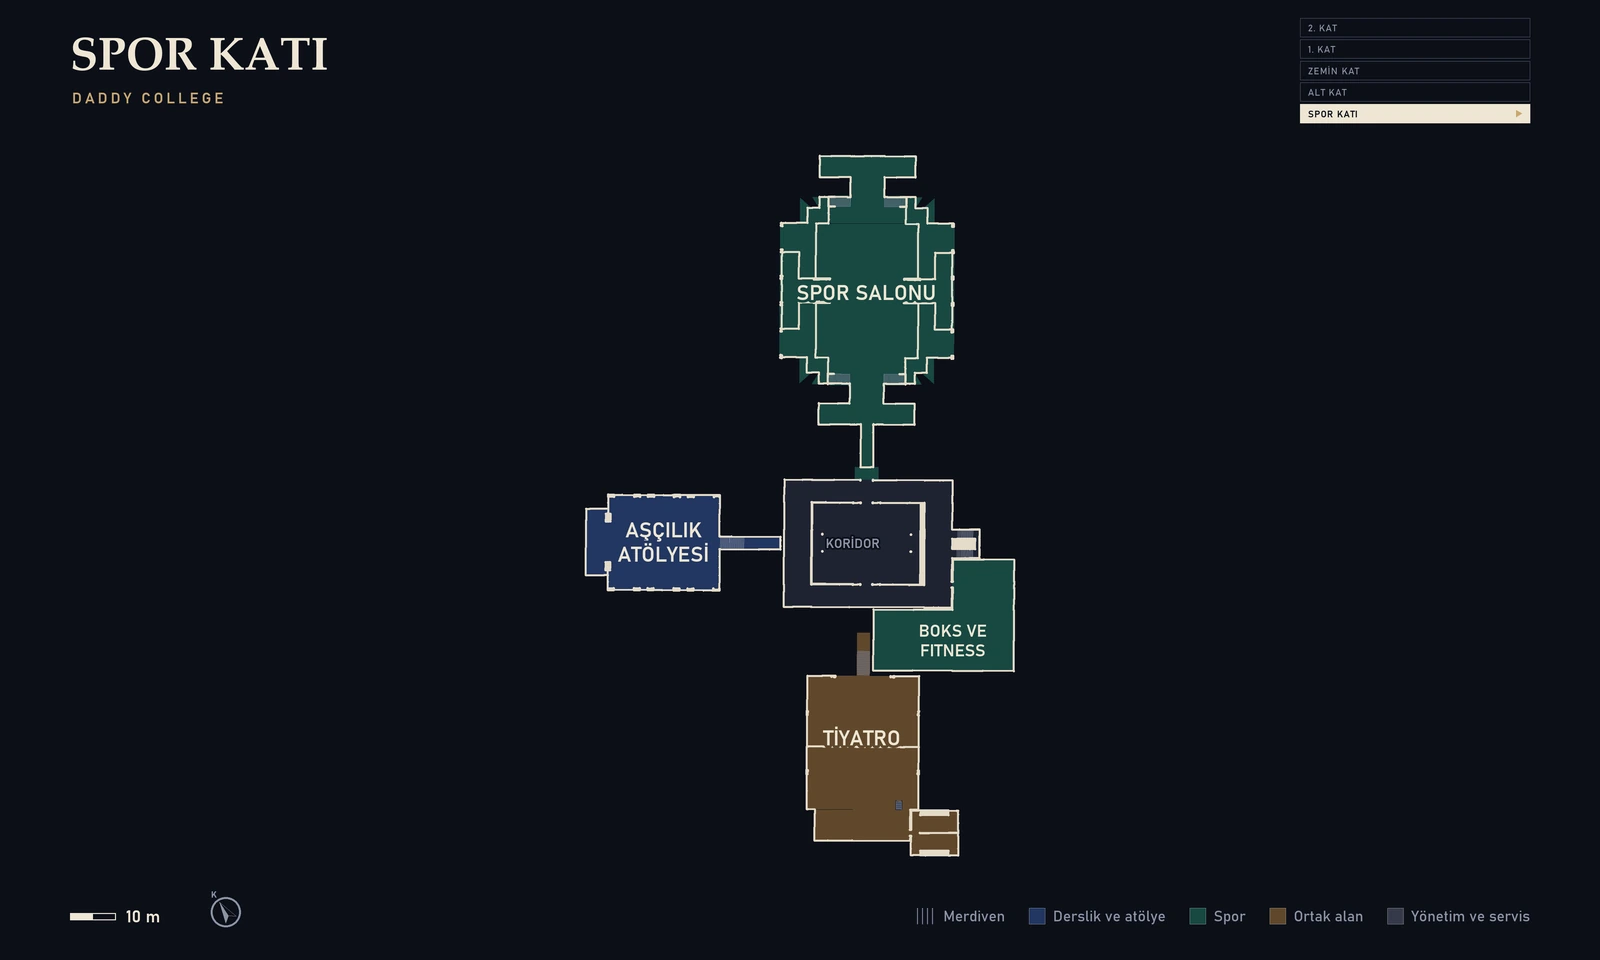 SPOR KATI
DADDY COLLEGE
2. KAT
1. KAT
ZEMİN KAT
ALT KAT
SPOR KATI
SPOR SALONU
AŞÇILIK
ATÖLYESİ
KORİDOR
BOKS VE
FITNESS
TİYATRO
10 m
K
Merdiven
Derslik ve atölye
Spor
Ortak alan
Yönetim ve servis